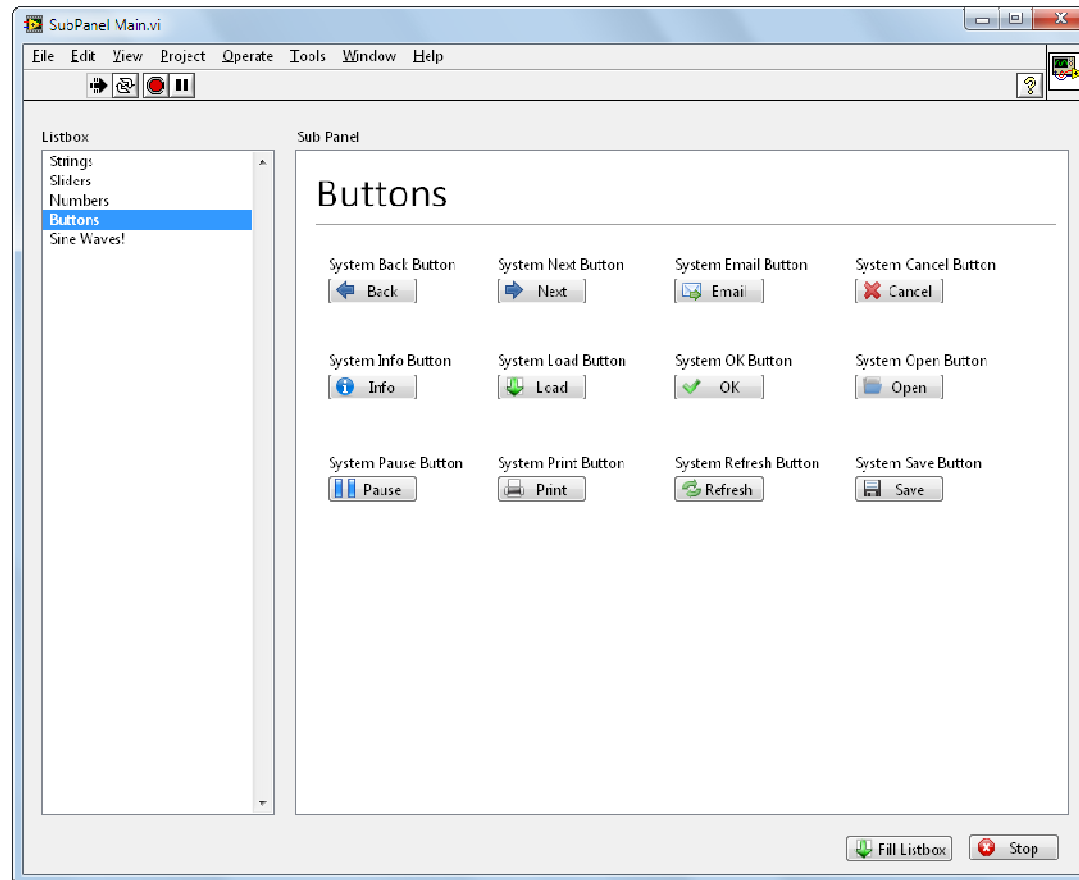 SubPanel Main.vi
File Edit View Project Operate Tools Window Help
Listbox
Strings
Sliders
Numbers
Buttons
Sine Waves!
Sub Panel
Buttons
System Back Button System Next Button System Email Button System Cancel Button
Back Next Email Cancel
System Info Button System Load Button System OK Button System Open Button
Info Load OK Open
System Pause Button System Print Button System Refresh Button System Save Button
Pause Print Refresh Save
Fill Listbox Stop